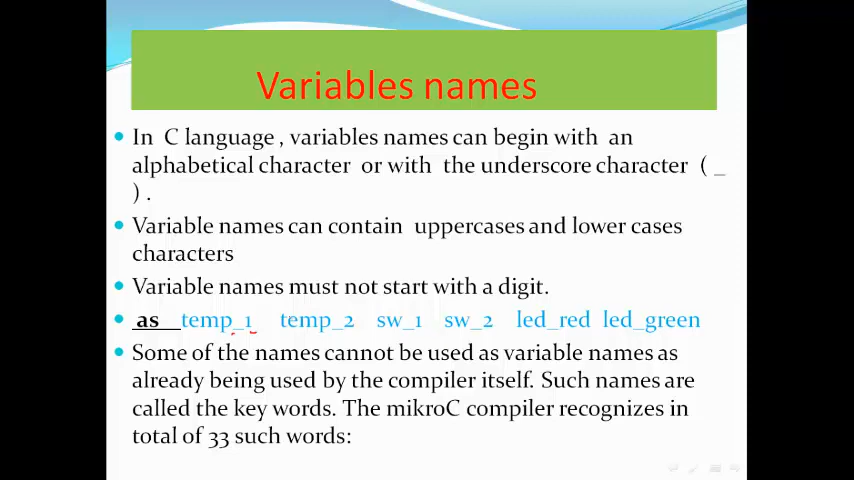 Variables names
In C language , variables names can begin with an
alphabetical character or with the underscore character ( _
) .
Variable names can contain uppercases and lower cases
characters
Variable names must not start with a digit.
as temp_1 temp_2 sw_1 sw_2 led_red led_green
Some of the names cannot be used as variable names as
already being used by the compiler itself. Such names are
called the key words. The mikroC compiler recognizes in
total of 33 such words: